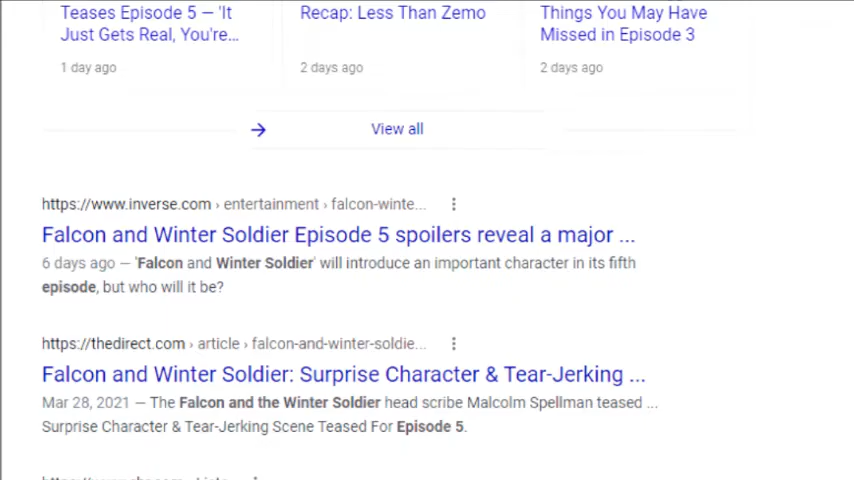 Teases Episode 5 – 'It
Just Gets Real, You're...
1 day ago
Recap: Less Than Zemo
2 days ago
Things You May Have
Missed in Episode 3
2 days ago
→ View all
https://www.inverse.com › entertainment › falcon-winte...
Falcon and Winter Soldier Episode 5 spoilers reveal a major ...
6 days ago — 'Falcon and Winter Soldier' will introduce an important character in its fifth
episode, but who will it be?
https://thedirect.com › article › falcon-and-winter-soldie...
Falcon and Winter Soldier: Surprise Character & Tear-Jerking ...
Mar 28, 2021 — The Falcon and the Winter Soldier head scribe Malcolm Spellman teased ...
Surprise Character & Tear-Jerking Scene Teased For Episode 5.